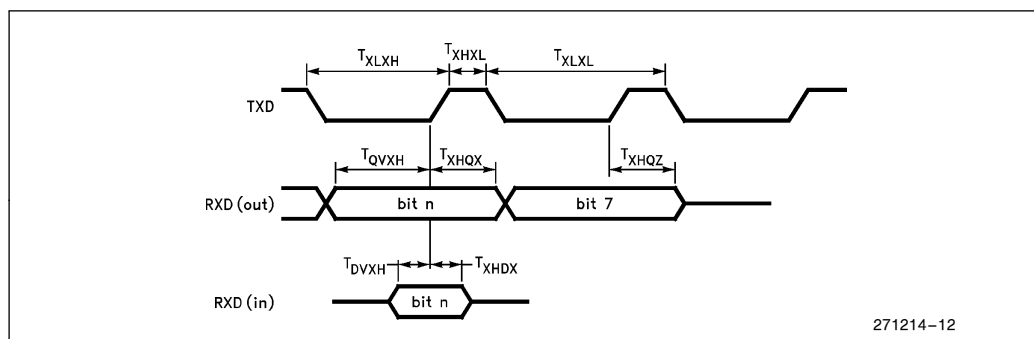 TXLXH TXHXL TXLXL
TXD
TQVXH TXHQX TXHQZ
RXD (out) bit n bit 7
TDVXH TXHDX
RXD (in) bit n
271214–12